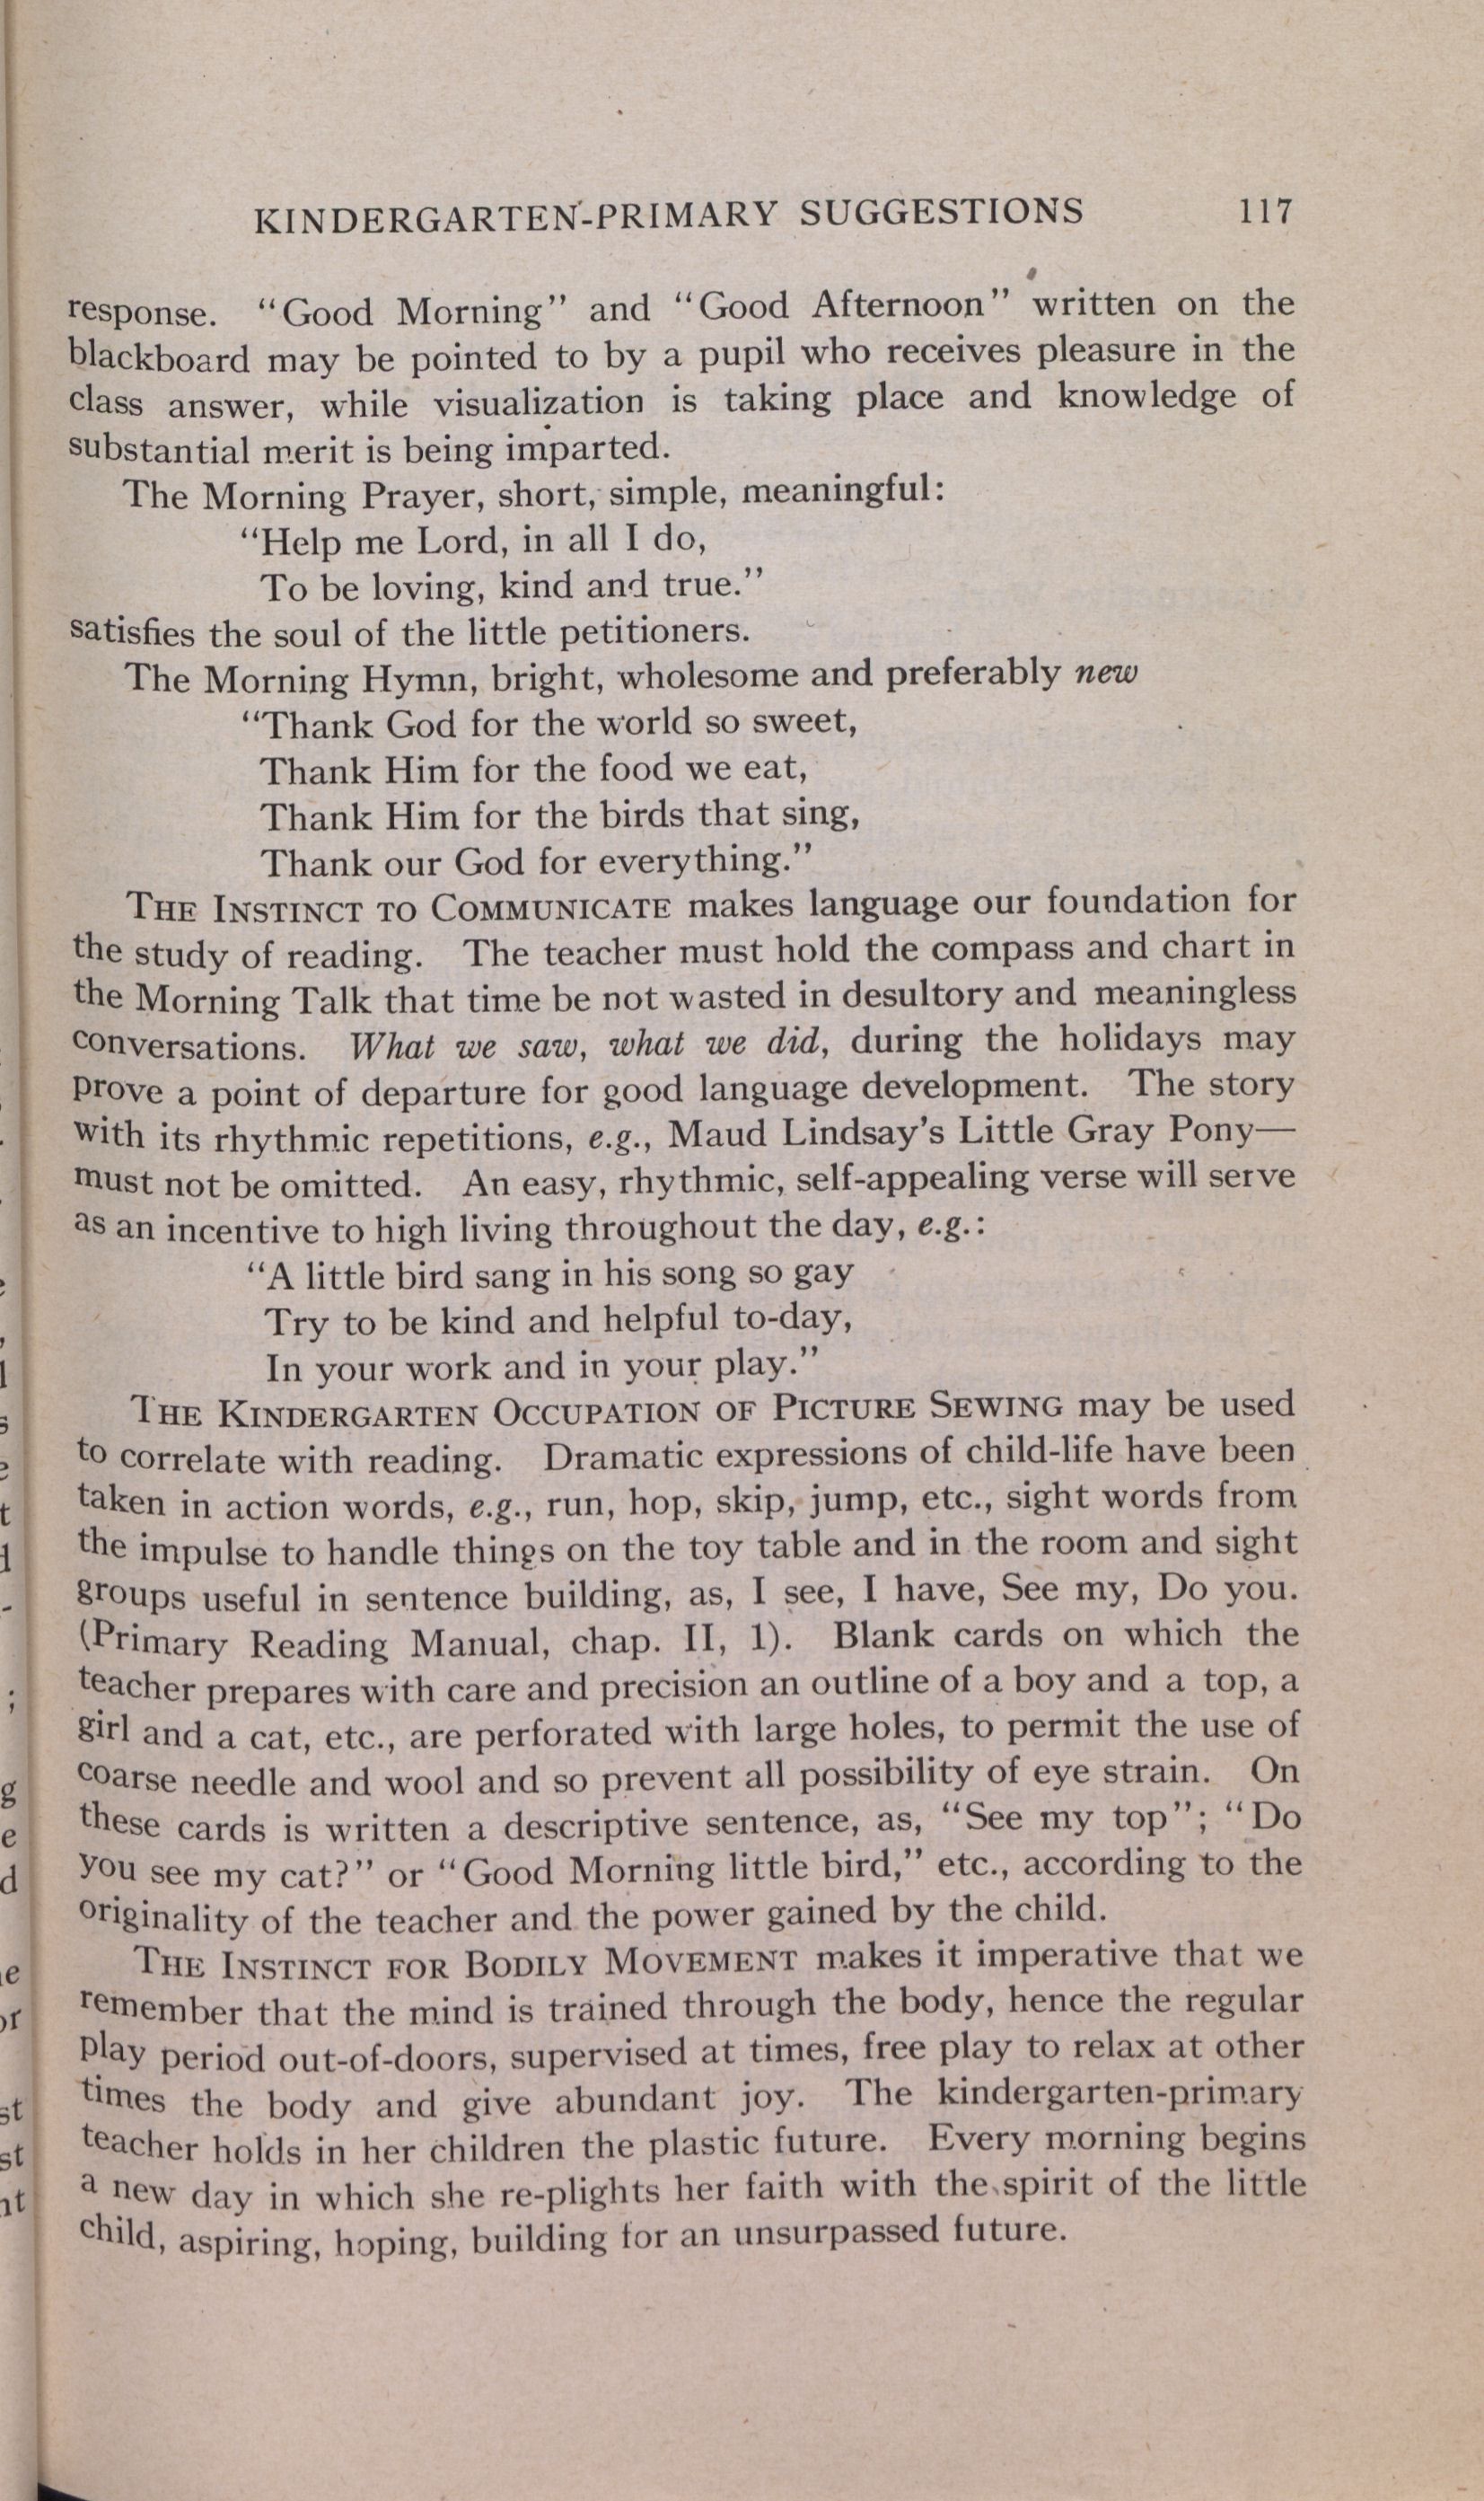 KINDERGARTEN-PRIMARY SUGGESTIONS 117
response. "Good Morning" and "Good Afternoon" written on the
blackboard may be pointed to by a pupil who receives pleasure in the
class answer, while visualization is taking place and knowledge of
substantial merit is being imparted.
The Morning Prayer, short, simple, meaningful:
"Help me Lord, in all I do,
To be loving, kind and true."
satisfies the soul of the little petitioners.
The Morning Hymn, bright, wholesome and preferably new
"Thank God for the world so sweet,
Thank Him for the food we eat,
Thank Him for the birds that sing,
Thank our God for everything."
THE INSTINCT TO COMMUNICATE makes language our foundation for
the study of reading. The teacher must hold the compass and chart in
the Morning Talk that time be not wasted in desultory and meaningless
conversations. What we saw, what we did, during the holidays may
prove a point of departure for good language development. The story
with its rhythmic repetitions, e.g., Maud Lindsay's Little Gray Pony—
must not be omitted. An easy, rhythmic, self-appealing verse will serve
as an incentive to high living throughout the day, e.g.:
"A little bird sang in his song so gay
Try to be kind and helpful to-day,
In your work and in your play."
THE KINDERGARTEN OCCUPATION OF PICTURE SEWING may be used
to correlate with reading. Dramatic expressions of child-life have been
taken in action words, e.g., run, hop, skip, jump, etc., sight words from
the impulse to handle things on the toy table and in the room and sight
groups useful in sentence building, as, I see, I have, See my, Do you.
(Primary Reading Manual, chap. II, 1). Blank cards on which the
teacher prepares with care and precision an outline of a boy and a top, a
girl and a cat, etc., are perforated with large holes, to permit the use of
coarse needle and wool and so prevent all possibility of eye strain. On
these cards is written a descriptive sentence, as, "See my top"; "Do
you see my cat?" or "Good Morning little bird," etc., according to the
originality of the teacher and the power gained by the child.
THE INSTINCT FOR BODILY MOVEMENT makes it imperative that we
remember that the mind is trained through the body, hence the regular
play period out-of-doors, supervised at times, free play to relax at other
times the body and give abundant joy. The kindergarten-primary
teacher holds in her children the plastic future. Every morning begins
a new day in which she re-plights her faith with the spirit of the little
child, aspiring, hoping, building for an unsurpassed future.